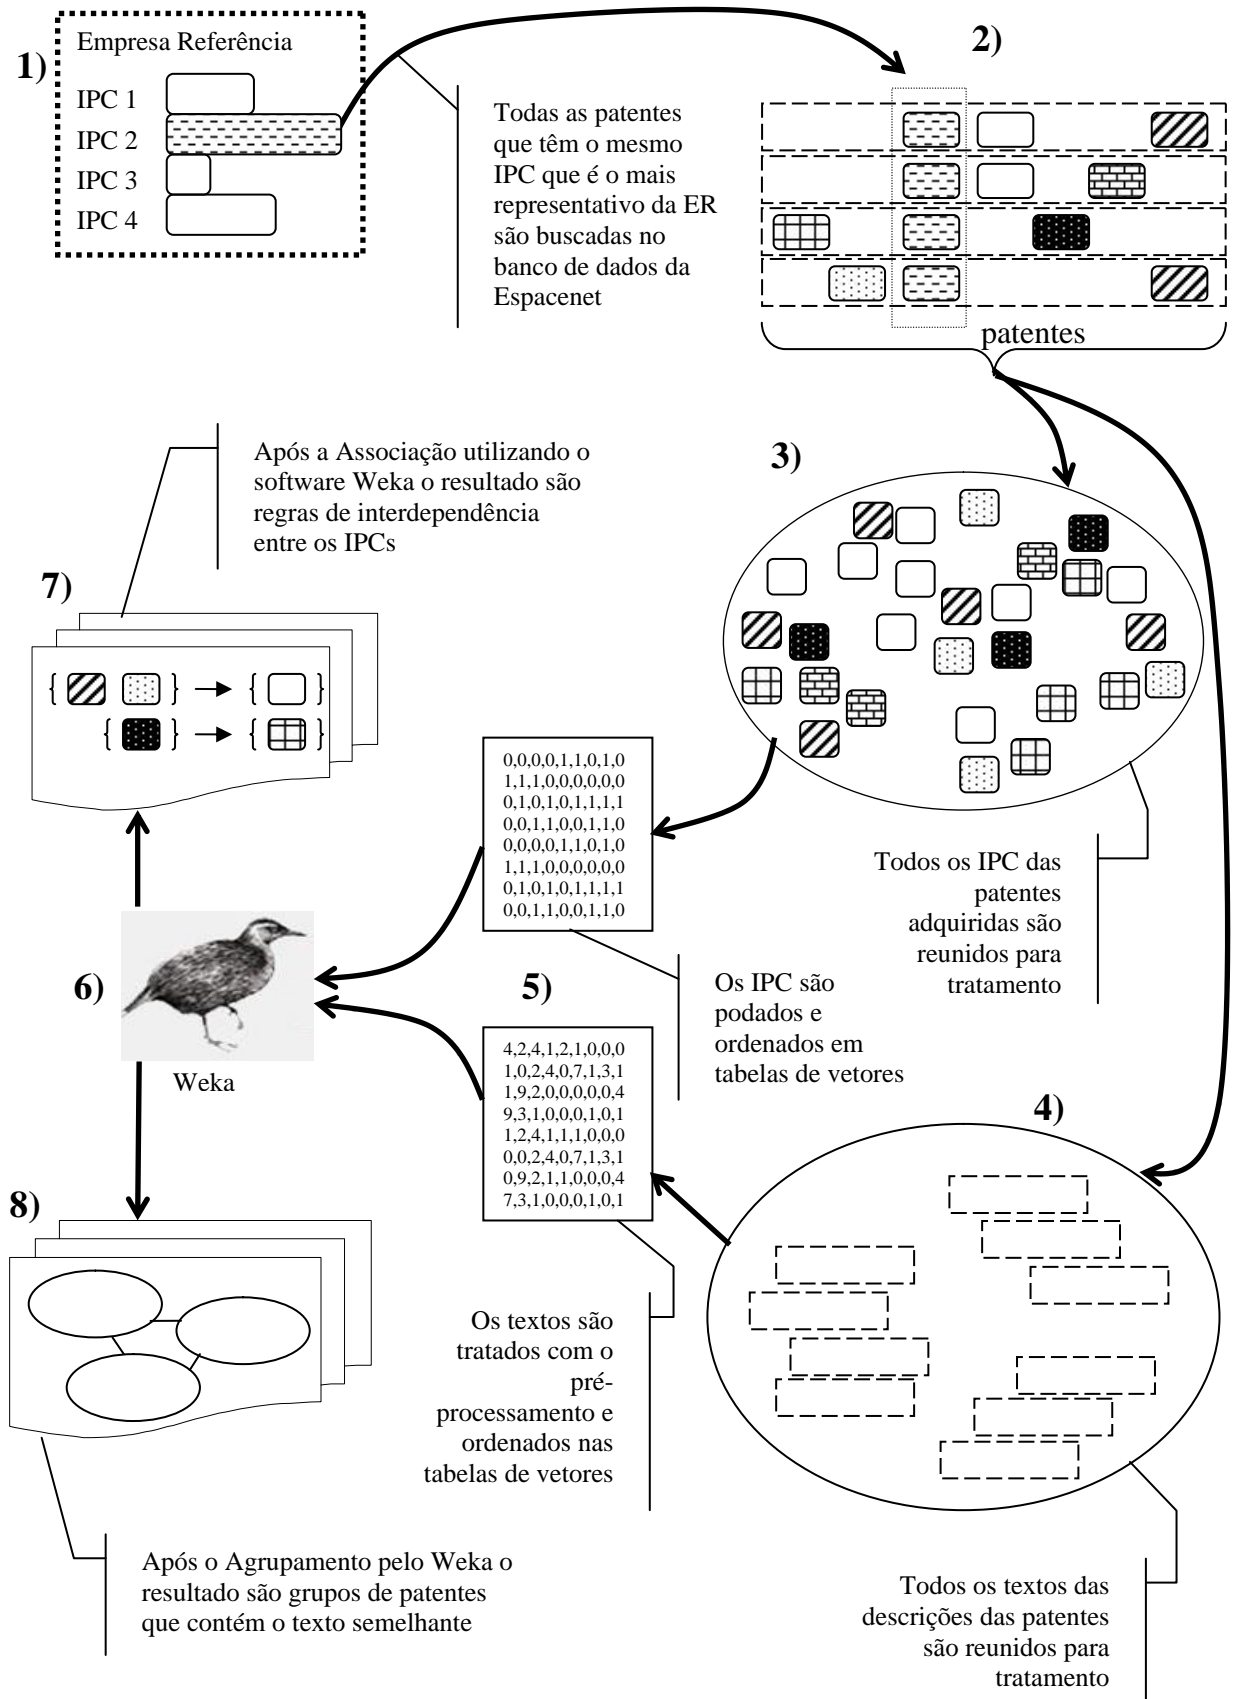 1)
Empresa Referência
IPC 1
IPC 2
IPC 3
IPC 4
Todas as patentes
que têm o mesmo
IPC que é o mais
representativo da ER
são buscadas no
banco de dados da
Espacenet
2)
patentes
3)
Todos os IPC das
patentes
adquiridas são
reunidos para
tratamento
Após a Associação utilizando o
software Weka o resultado são
regras de interdependência
entre os IPCs
7)
{ } { }
{ } { }
0,0,0,0,1,1,0,1,0
1,1,1,0,0,0,0,0,0
0,1,0,1,0,1,1,1,1
0,0,1,1,0,0,1,1,0
0,0,0,0,1,1,0,1,0
1,1,1,0,0,0,0,0,0
0,1,0,1,0,1,1,1,1
0,0,1,1,0,0,1,1,0
Os IPC são
podados e
ordenados em
tabelas de vetores
6)
Weka
5)
4,2,4,1,2,1,0,0,0
1,0,2,4,0,7,1,3,1
1,9,2,0,0,0,0,0,4
9,3,1,0,0,0,1,0,1
1,2,4,1,1,1,0,0,0
0,0,2,4,0,7,1,3,1
0,9,2,1,1,0,0,0,4
7,3,1,0,0,0,1,0,1
Os textos são
tratados com o
pré-
processamento e
ordenados nas
tabelas de vetores
4)
Todos os textos das
descrições das patentes
são reunidos para
tratamento
8)
Após o Agrupamento pelo Weka o
resultado são grupos de patentes
que contém o texto semelhante